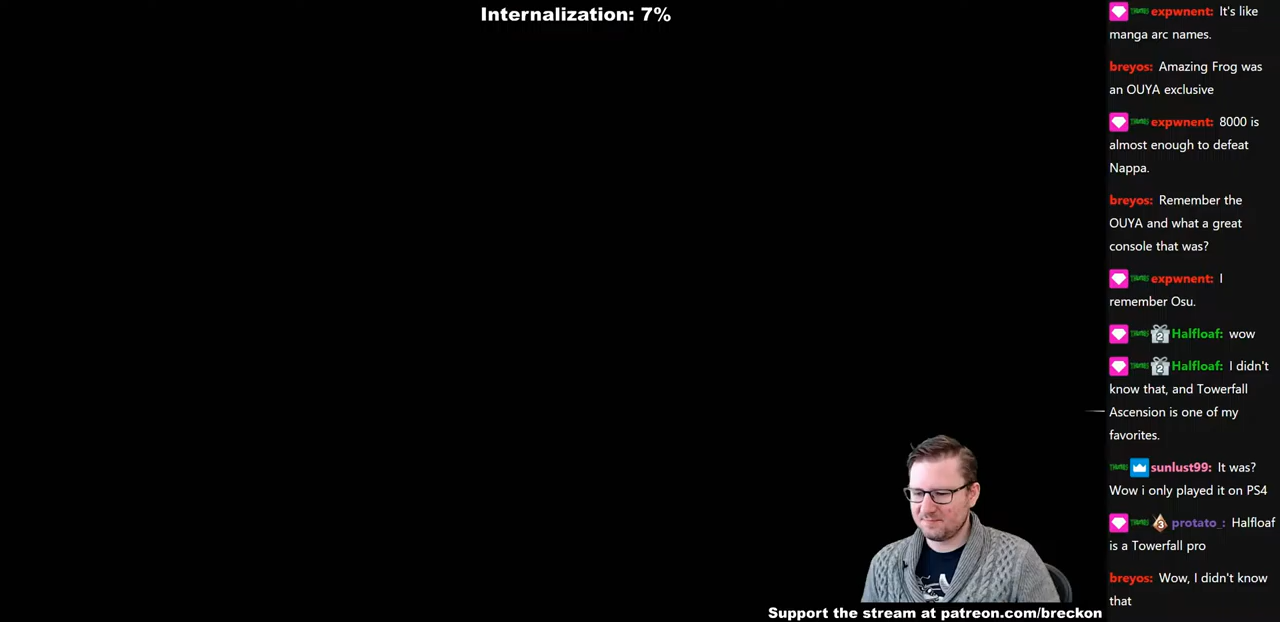 Internalization: 7%
expwnent: It's like
manga arc names.
breyos: Amazing Frog was
an OUYA exclusive
expwnent: 8000 is
almost enough to defeat
Nappa.
breyos: Remember the
OUYA and what a great
console that was?
expwnent: I
remember Osu.
2 Halfloaf: wow
2 Halfloaf: I didn't
know that, and Towerfall
Ascension is one of my
favorites.
sunlust99: It was?
Wow i only played it on PS4
3 protato_: Halfloaf
is a Towerfall pro
breyos: Wow, I didn't know
that
Support the stream at patreon.com/breckon